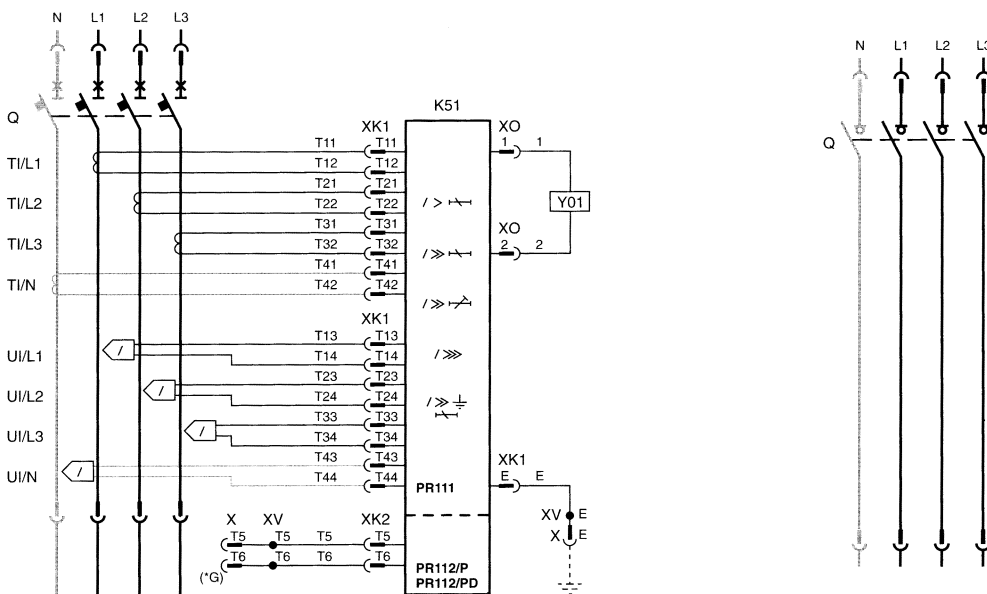 N L1 L2 L3
N L1 L2 L3
K51
Q
Q
XK1 XO
T11 T11 1 1
TI/L1
T12 T12
T21 T21
TI/L2
T22 T22
I > Y01
T31 T31
XO
TI/L3
T32 T32 I >> 2 2
T41 T41
TI/N
T42 T42
I >>
XK1
T13 T13
UI/L1 I
T14 T14 I >>>
T23 T23
UI/L2 I
T24 T24 I >>
T33 T33
UI/L3 I
T34 T34
T43 T43 XK1
UI/N I
T44 T44 PR111 E E
XV E
X XV XK2 X E
T5 T5 T5 T5
T6 T6 T6 T6
(*G) PR112/P
PR112/PD